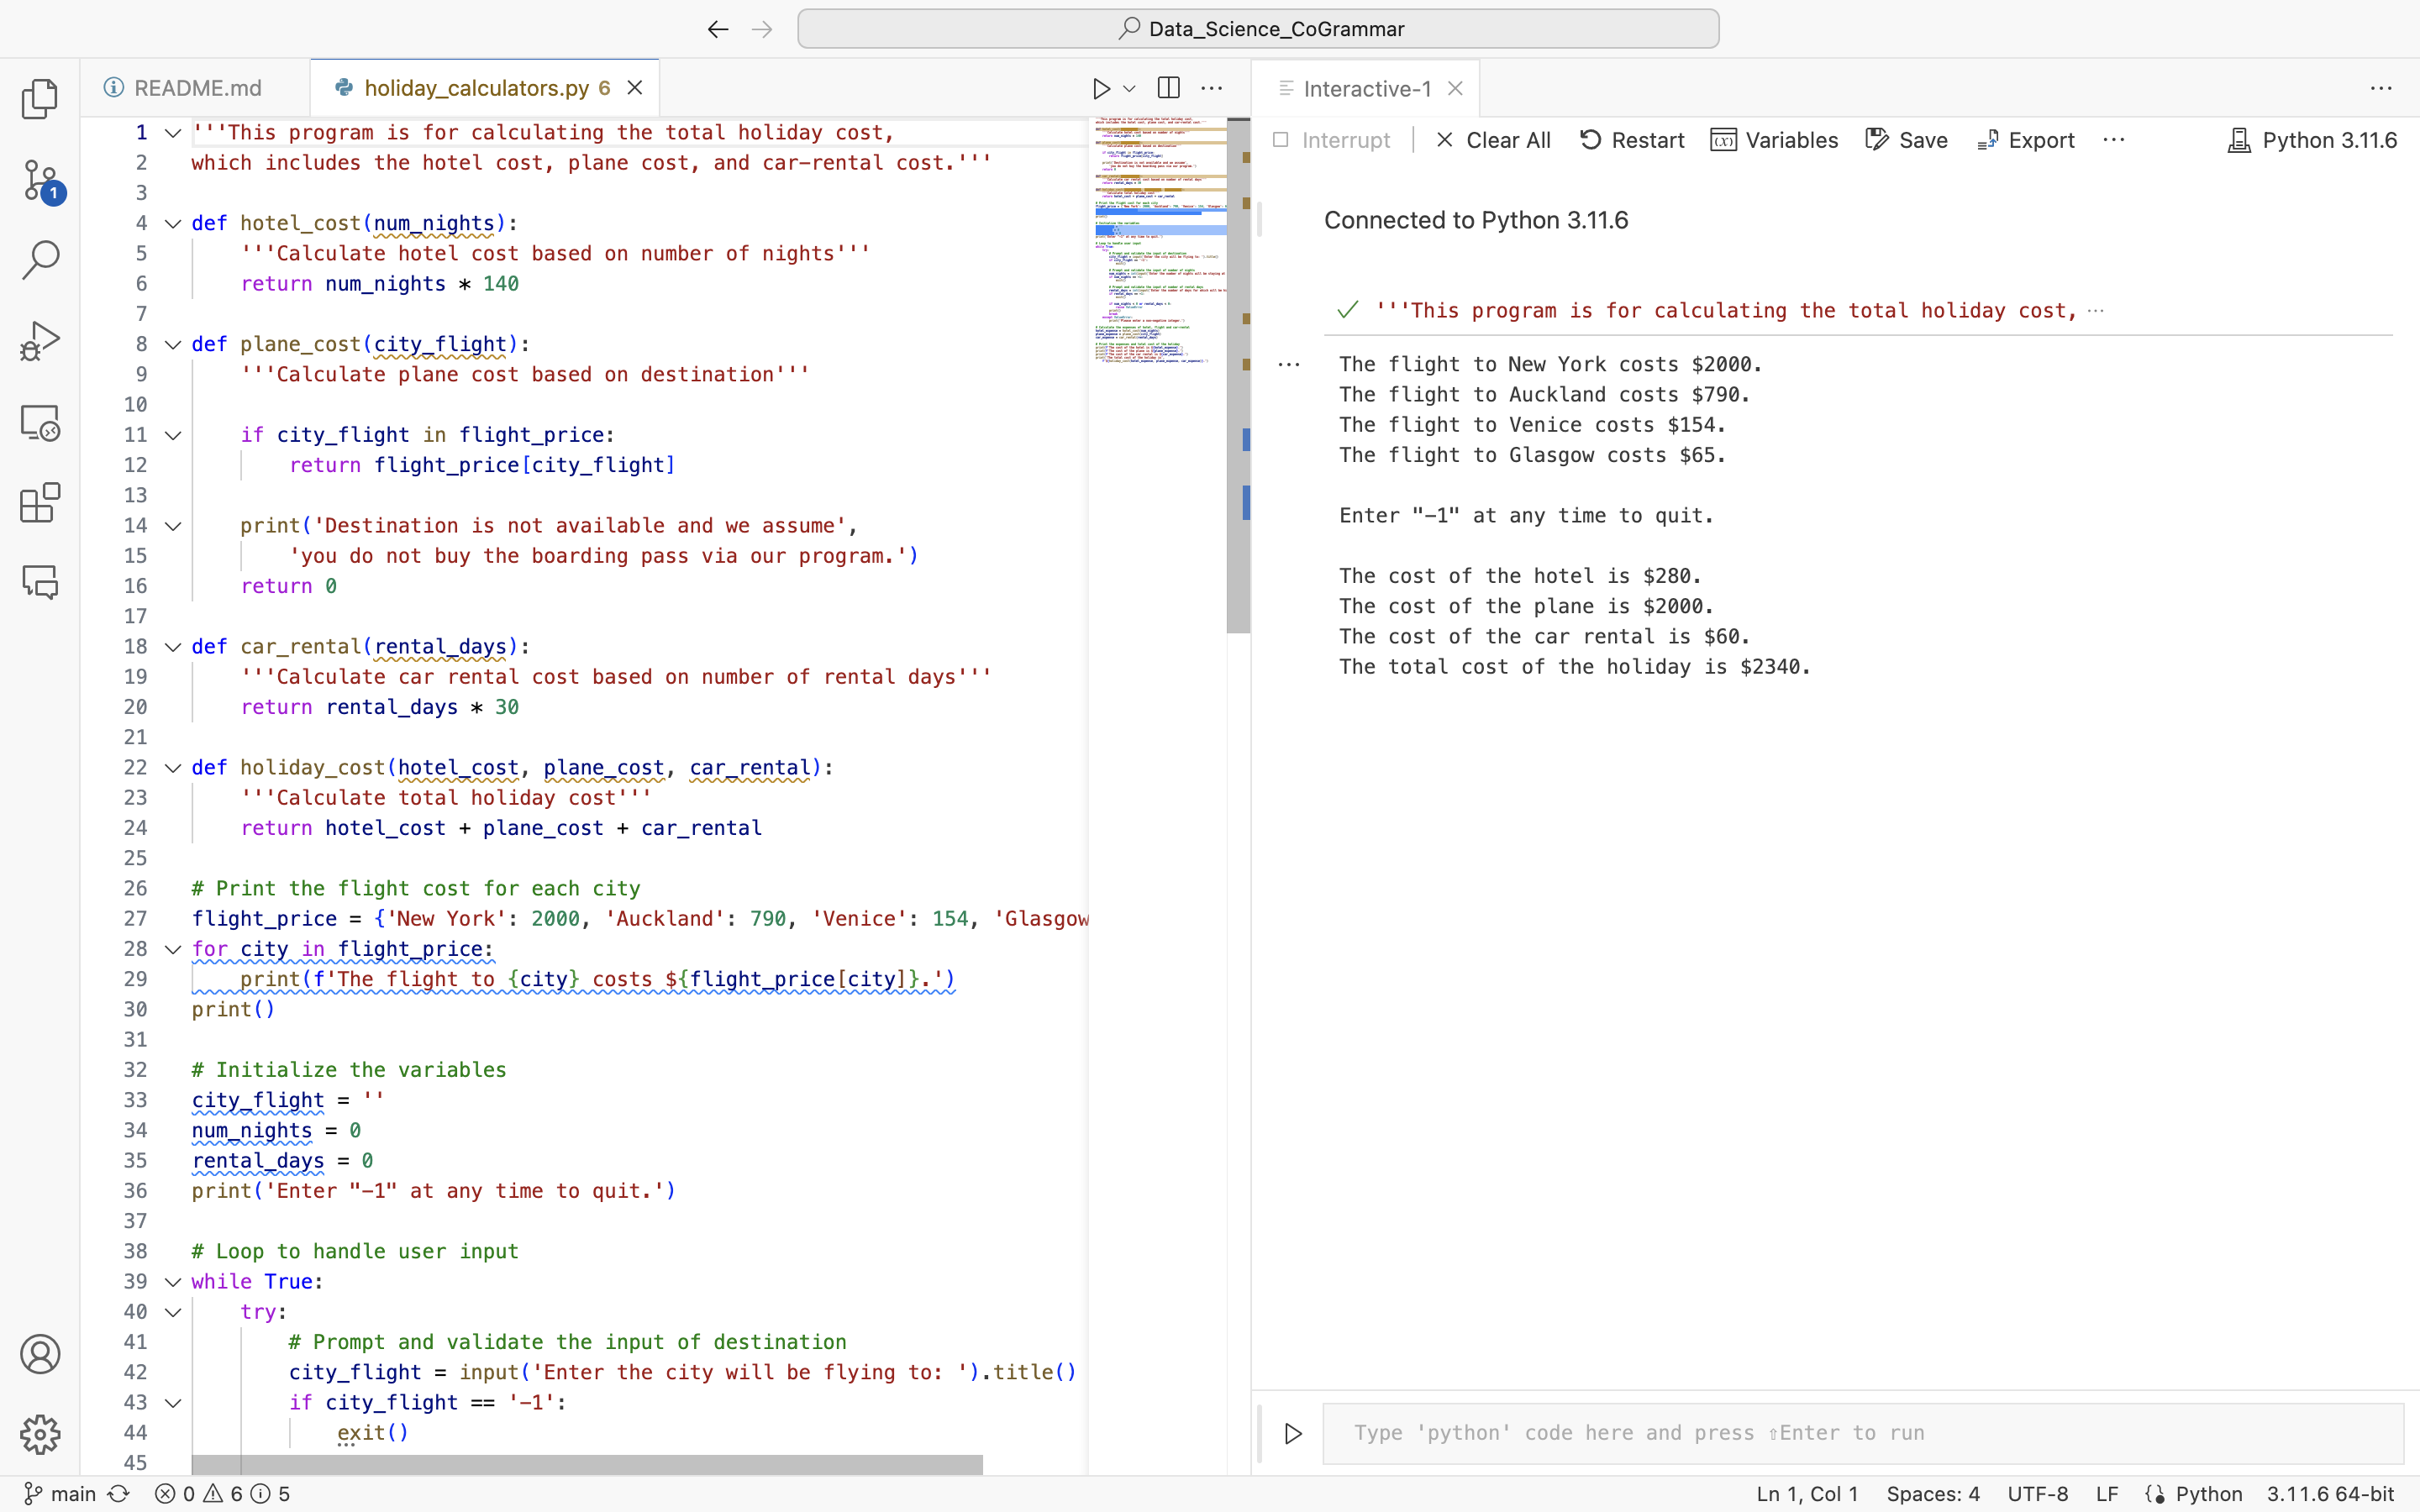 Data_Science_CoGrammar
README.md
holiday_calculators.py 6
Interactive-1
1 '''This program is for calculating the total holiday cost,
2 which includes the hotel cost, plane cost, and car-rental cost.'''
3
4 def hotel_cost(num_nights):
5 '''Calculate hotel cost based on number of nights'''
6 return num_nights * 140
7
8 def plane_cost(city_flight):
9 '''Calculate plane cost based on destination'''
10
11 if city_flight in flight_price:
12 return flight_price[city_flight]
13
14 print('Destination is not available and we assume',
15 'you do not buy the boarding pass via our program.')
16 return 0
17
18 def car_rental(rental_days):
19 '''Calculate car rental cost based on number of rental days'''
20 return rental_days * 30
21
22 def holiday_cost(hotel_cost, plane_cost, car_rental):
23 '''Calculate total holiday cost'''
24 return hotel_cost + plane_cost + car_rental
25
26 # Print the flight cost for each city
27 flight_price = {'New York': 2000, 'Auckland': 790, 'Venice': 154, 'Glasgow
28 for city in flight_price:
29 print(f'The flight to {city} costs ${flight_price[city]}.')
30 print()
31
32 # Initialize the variables
33 city_flight = ''
34 num_nights = 0
35 rental_days = 0
36 print('Enter "-1" at any time to quit.')
37
38 # Loop to handle user input
39 while True:
40 try:
41 # Prompt and validate the input of destination
42 city_flight = input('Enter the city will be flying to: ').title()
43 if city_flight == '-1':
44 exit()
45
Interrupt
Clear All
Restart
Variables
Save
Export
Python 3.11.6
Connected to Python 3.11.6
'''This program is for calculating the total holiday cost, ···
The flight to New York costs $2000.
The flight to Auckland costs $790.
The flight to Venice costs $154.
The flight to Glasgow costs $65.
Enter "-1" at any time to quit.
The cost of the hotel is $280.
The cost of the plane is $2000.
The cost of the car rental is $60.
The total cost of the holiday is $2340.
Type 'python' code here and press ⇧Enter to run
1
main
0 6 5
Ln 1, Col 1
Spaces: 4
UTF-8
LF
Python
3.11.6 64-bit